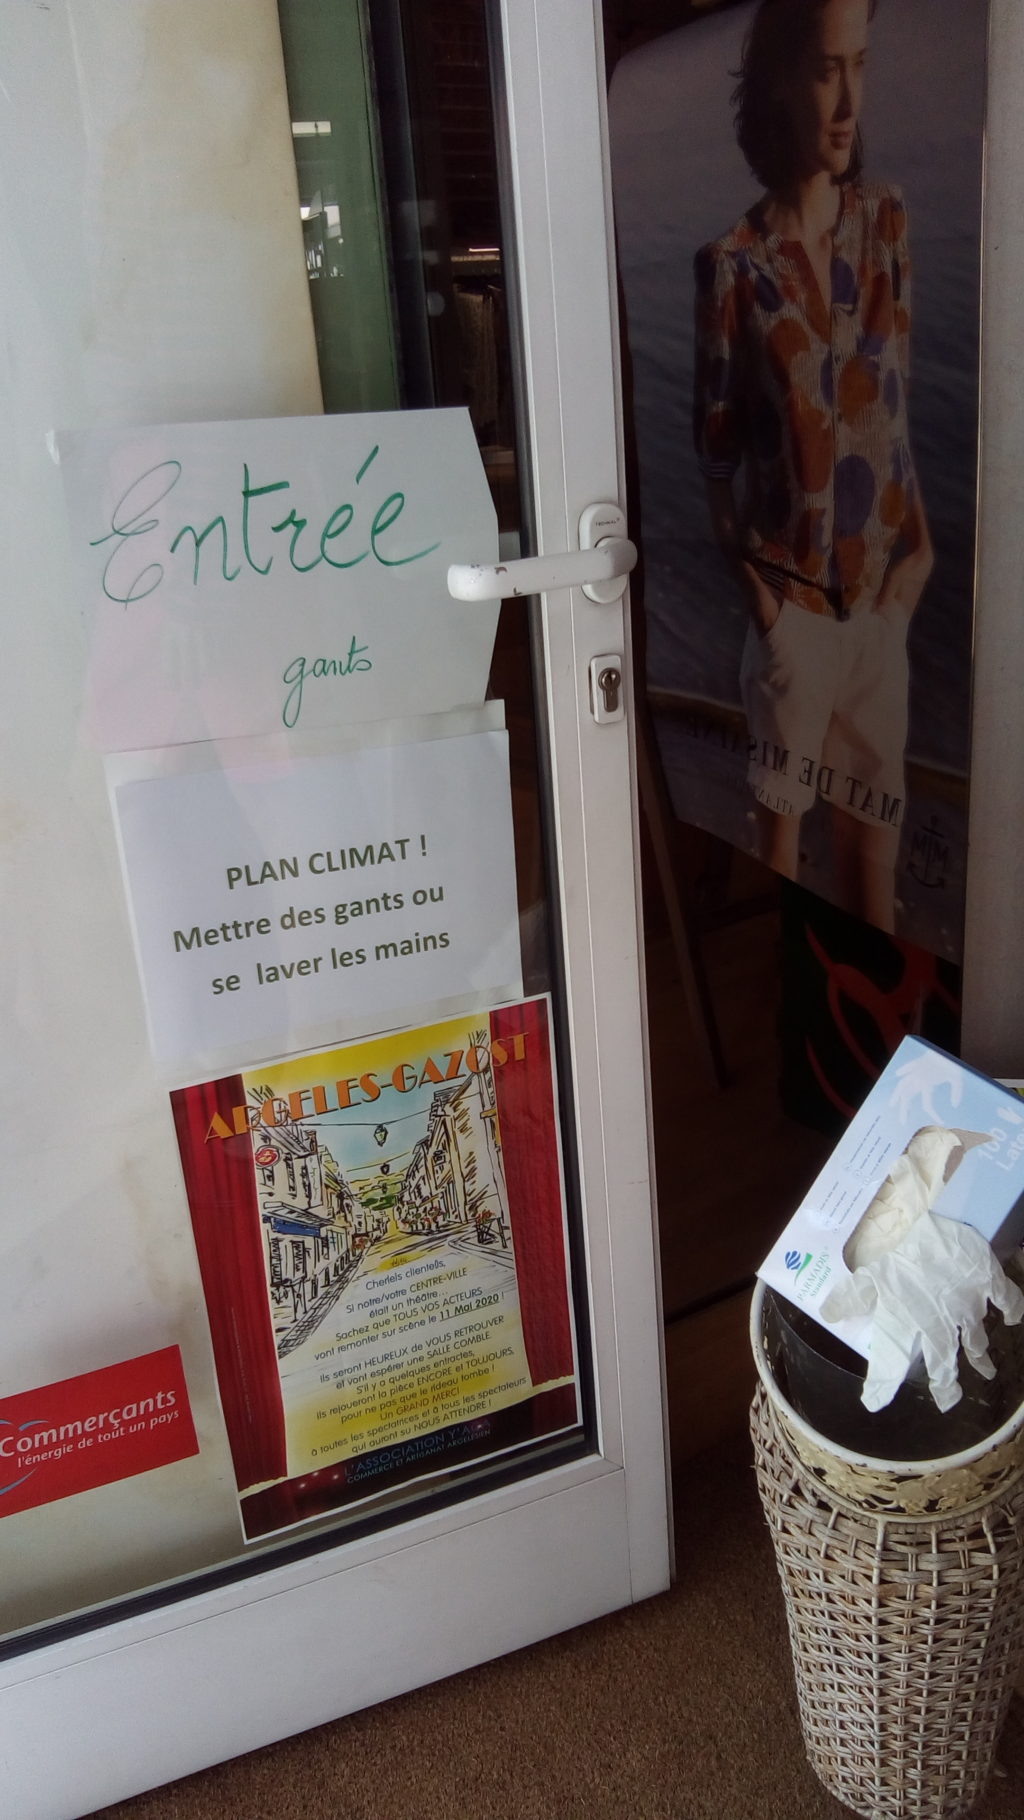 Entrée
gants
PLAN CLIMAT !
Mettre des gants ou
se laver les mains
ARGELES-GAZOST
Cher(e)s client(e)s,
Si notre/votre CENTRE-VILLE
était un théâtre...
Sachez que TOUS VOS ACTEURS
vont remonter sur scène le 11 Mai 2020 !
Ils seront HEUREUX de VOUS RETROUVER
et vont espérer une SALLE COMBLE.
S'il y a quelques entractes,
Ils rejoueront la pièce ENCORE et TOUJOURS,
pour ne pas que le rideau tombe !
Un GRAND MERCI
à toutes les spectatrices et à tous les spectateurs
qui auront su NOUS ATTENDRE !
L'ASSOCIATION
COMMERCE ET ARTISANAT ARGELESIEN
Commerçants
l'énergie de tout un pays
TECHNAL
MAT DE MISAINE
MM
100
PARMADIS
Standard